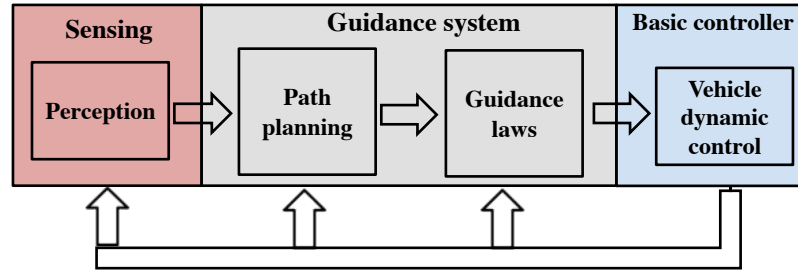 Sensing
Perception
Guidance system
Path
planning
Guidance
laws
Basic controller
Vehicle
dynamic
control